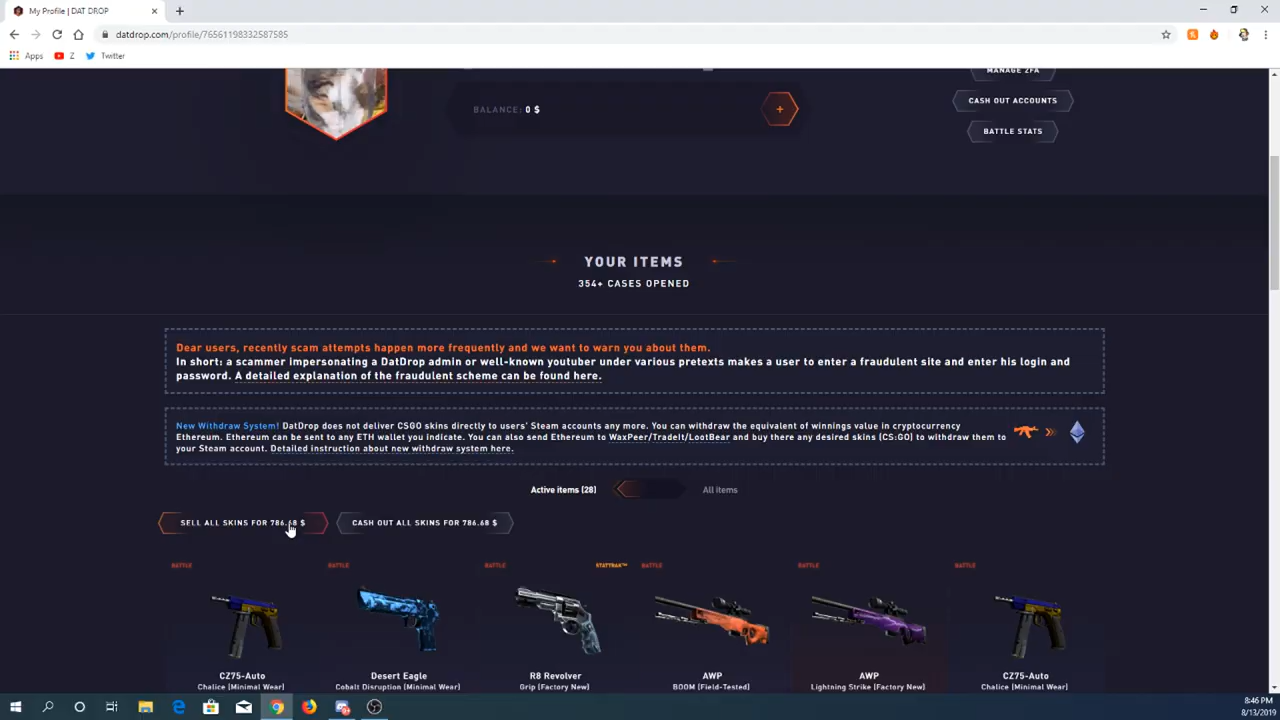 My Profile | DAT DROP
datdrop.com/profile/76561198332587585
Apps
Z
Twitter
MANAGE 2FA
BALANCE: 0 $
CASH OUT ACCOUNTS
BATTLE STATS
YOUR ITEMS
354+ CASES OPENED
Dear users, recently scam attempts happen more frequently and we want to warn you about them.
In short: a scammer impersonating a DatDrop admin or well-known youtuber under various pretexts makes a user to enter a fraudulent site and enter his login and
password. A detailed explanation of the fraudulent scheme can be found here.
New Withdraw System! DatDrop does not deliver CSGO skins directly to users' Steam accounts any more. You can withdraw the equivalent of winnings value in cryptocurrency
Ethereum. Ethereum can be sent to any ETH wallet you indicate. You can also send Ethereum to WaxPeer/TradeIt/LootBear and buy there any desired skins (CS:GO) to withdraw them to
your Steam account. Detailed instruction about new withdraw system here.
Active items (28)
All items
SELL ALL SKINS FOR 786.68 $
CASH OUT ALL SKINS FOR 786.68 $
BATTLE
BATTLE
BATTLE
STATTRAK™
BATTLE
BATTLE
BATTLE
CZ75-Auto
Desert Eagle
R8 Revolver
AWP
AWP
CZ75-Auto
Chalice [Minimal Wear]
Cobalt Disruption [Minimal Wear]
Grip [Factory New]
BOOM [Field-Tested]
Lightning Strike [Factory New]
Chalice [Minimal Wear]
8:46 PM
8/13/2019